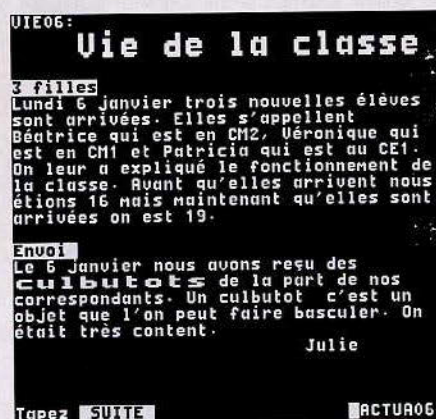 VIE06:
Vie de la classe
3 filles
Lundi 6 janvier trois nouvelles élèves
sont arrivées. Elles s'appellent
Béatrice qui est en CM2, Véronique qui
est en CM1 et Patricia qui est au CE1.
On leur a expliqué le fonctionnement de
la classe. Avant qu'elles arrivent nous
étions 16 mais maintenant qu'elles sont
arrivées on est 19.
Envoi
Le 6 janvier nous avons reçu des
culbutots de la part de nos
correspondants. Un culbutot c'est un
objet que l'on peut faire basculer. On
était très content.
Julie
Tapez SUITE ACTUA06